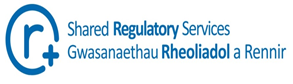 r+
Shared Regulatory Services
Gwasanaethau Rheoliadol a Rennir